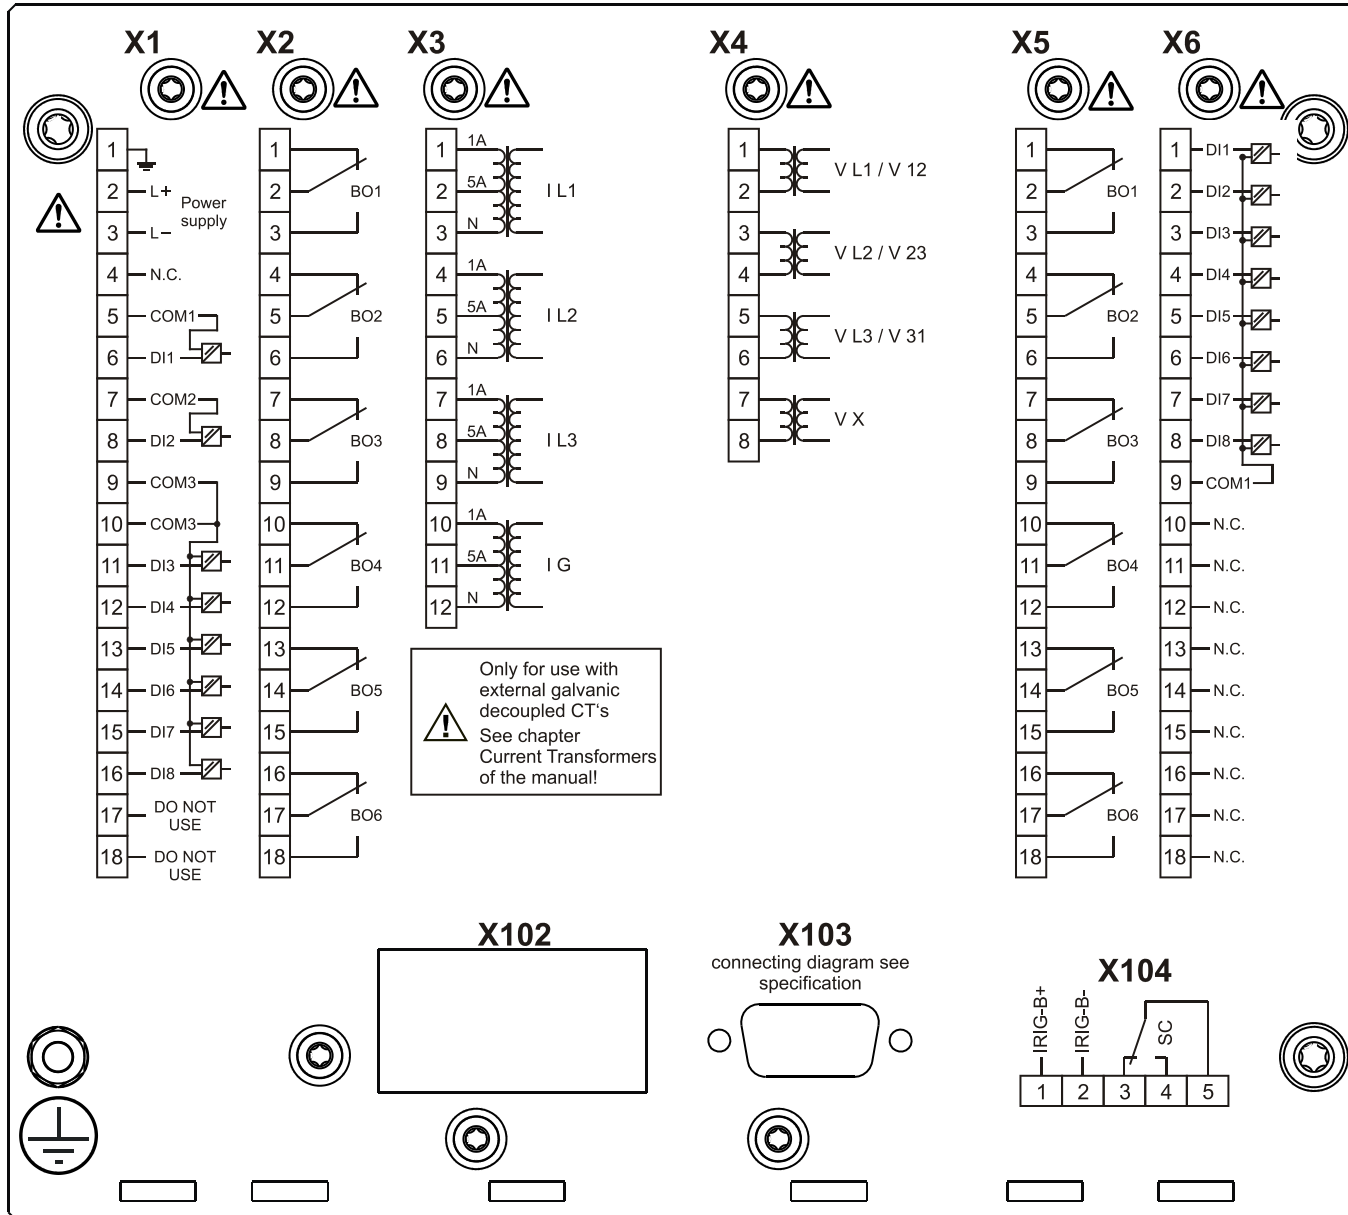 X1
X2
X3
X4
X5
X6
1
2 L+
Power
supply
3 L−
4 N.C.
5 COM1
6 DI1
7 COM2
8 DI2
9 COM3
10 COM3
11 DI3
12 DI4
13 DI5
14 DI6
15 DI7
16 DI8
17 DO NOT
USE
18 DO NOT
USE
1
2 BO1
3
4
5 BO2
6
7
8 BO3
9
10
11 BO4
12
13
14 BO5
15
16
17 BO6
18
1 1A
2 5A I L1
3 N
4 1A
5 5A I L2
6 N
7 1A
8 5A I L3
9 N
10 1A
11 5A I G
12 N
Only for use with
external galvanic
decoupled CT's
See chapter
Current Transformers
of the manual!
1
V L1 / V 12
2
3
V L2 / V 23
4
5
V L3 / V 31
6
7
V X
8
1
2 BO1
3
4
5 BO2
6
7
8 BO3
9
10
11 BO4
12
13
14 BO5
15
16
17 BO6
18
1 DI1
2 DI2
3 DI3
4 DI4
5 DI5
6 DI6
7 DI7
8 DI8
9 COM1
10 N.C.
11 N.C.
12 N.C.
13 N.C.
14 N.C.
15 N.C.
16 N.C.
17 N.C.
18 N.C.
X102
X103
connecting diagram see
specification
X104
IRIG-B+
IRIG-B-
SC
1 2 3 4 5